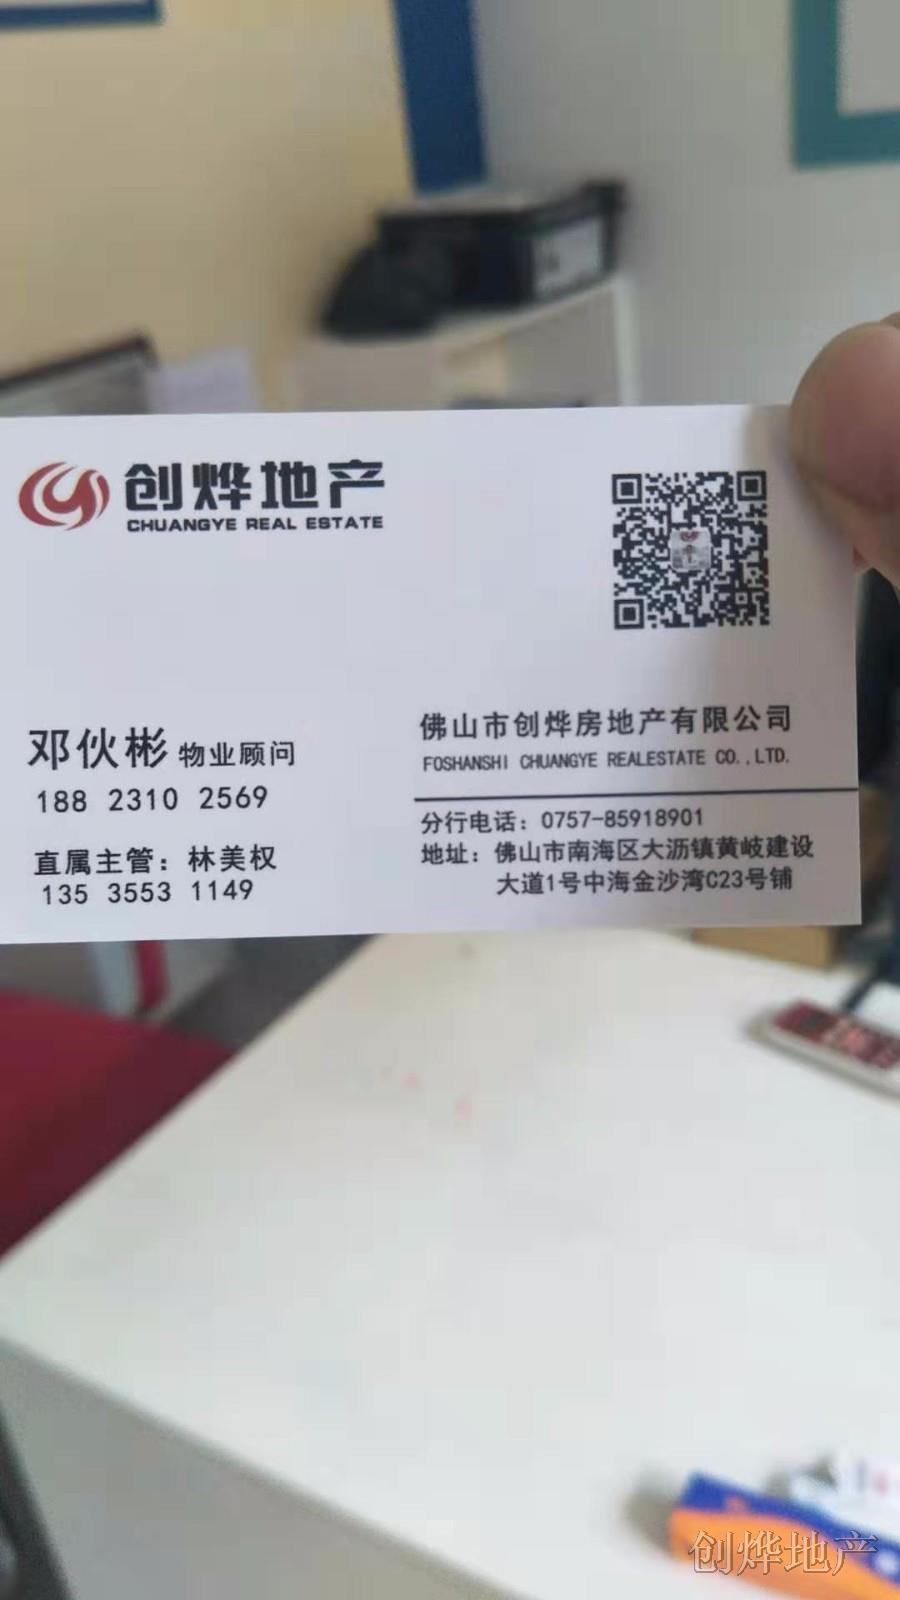 创烨地产
CHUANGYE REAL ESTATE
邓伙彬 物业顾问
188 2310 2569
直属主管：林美权
135 3553 1149
佛山市创烨房地产有限公司
FOSHANSHI CHUANGYE REALESTATE CO.,LTD.
分行电话：0757-85918901
地址：佛山市南海区大沥镇黄岐建设
大道1号中海金沙湾C23号铺
创烨地产